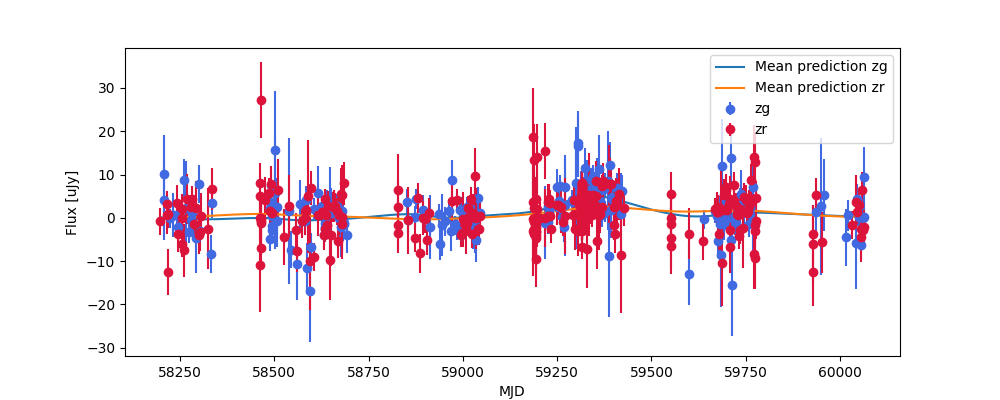 Mean prediction zg
Mean prediction zr
zg
zr
Flux [uJy]
30
20
10
0
−10
−20
−30
58250
58500
58750
59000
59250
59500
59750
60000
MJD